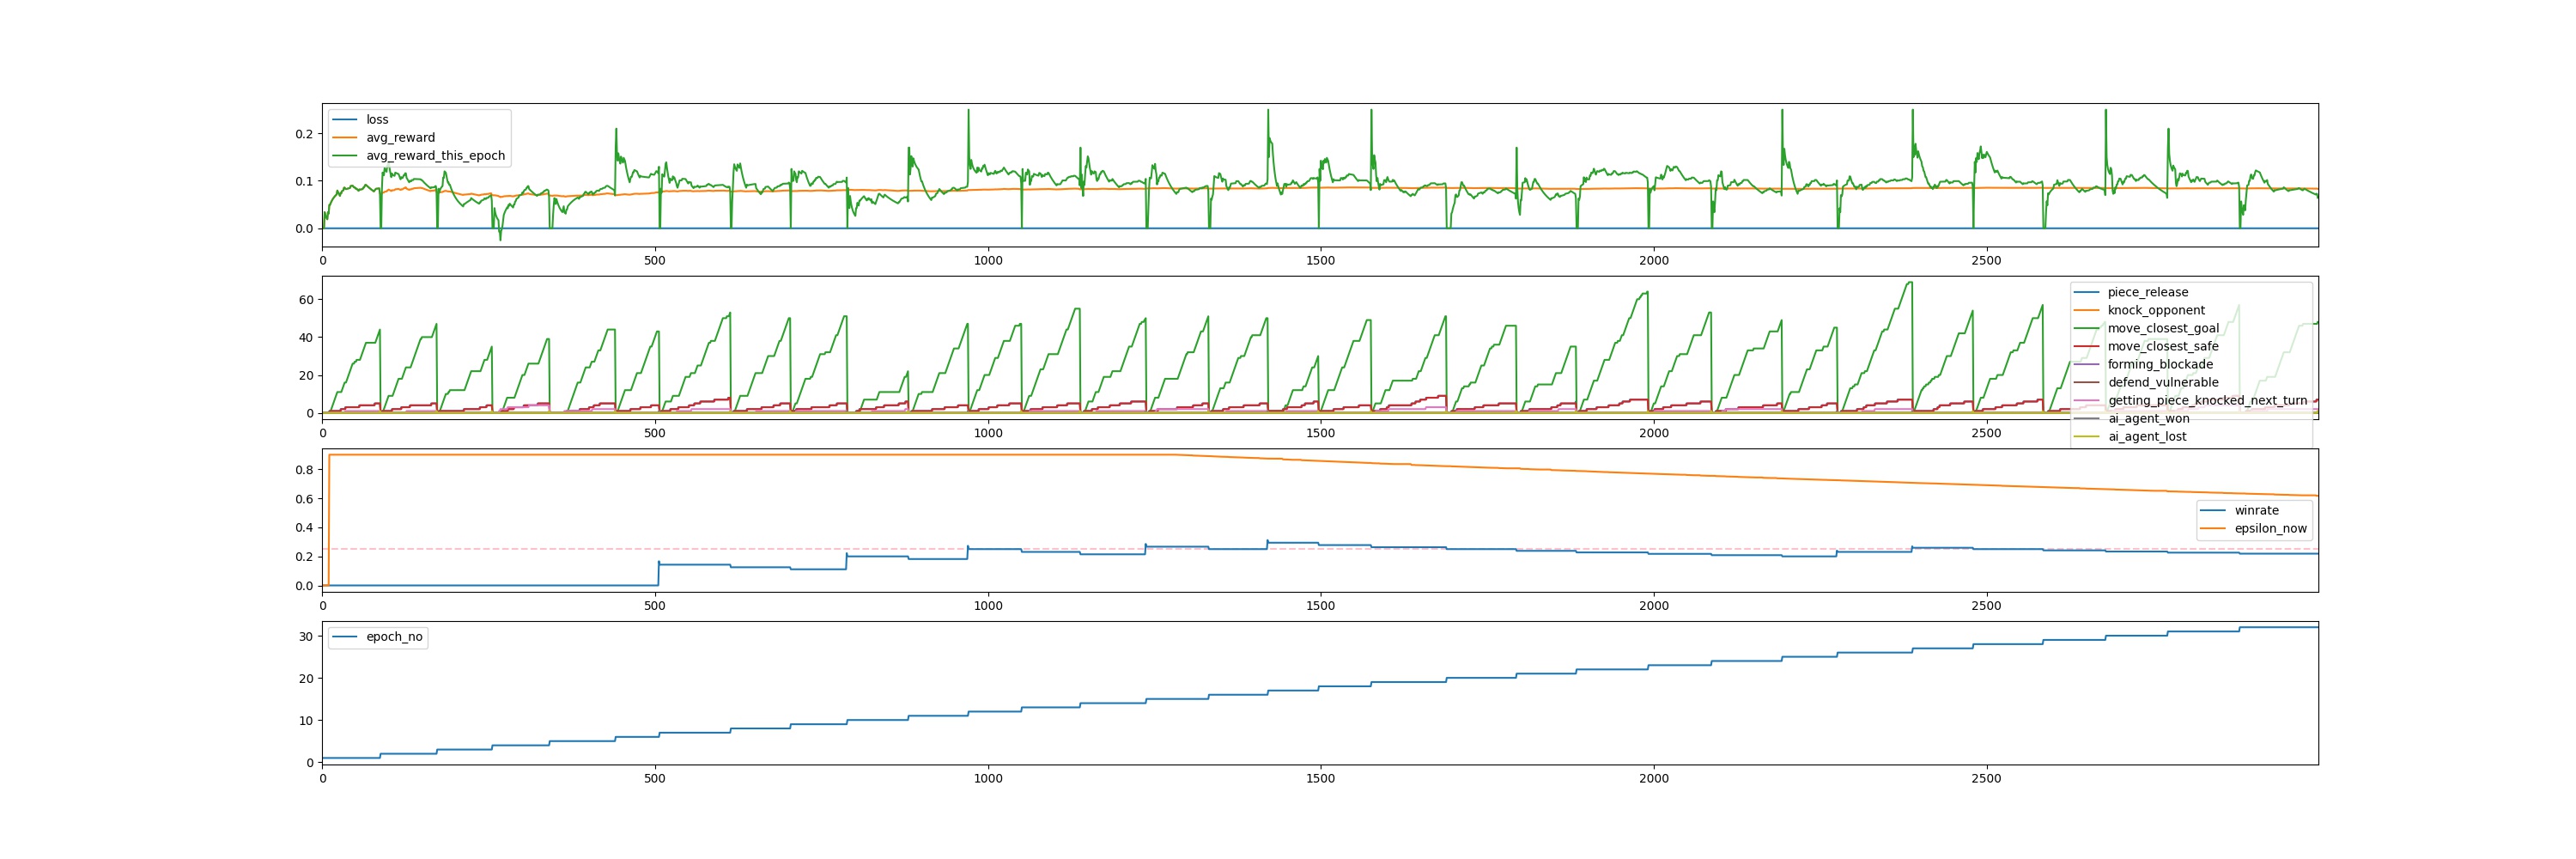 loss
avg_reward
avg_reward_this_epoch
0.2
0.1
0.0
0 500 1000 1500 2000 2500
piece_release
knock_opponent
move_closest_goal
move_closest_safe
forming_blockade
defend_vulnerable
getting_piece_knocked_next_turn
ai_agent_won
ai_agent_lost
60
40
20
0
0 500 1000 1500 2000 2500
0.8
0.6
0.4
0.2
0.0
winrate
epsilon_now
0 500 1000 1500 2000 2500
epoch_no
30
20
10
0
0 500 1000 1500 2000 2500